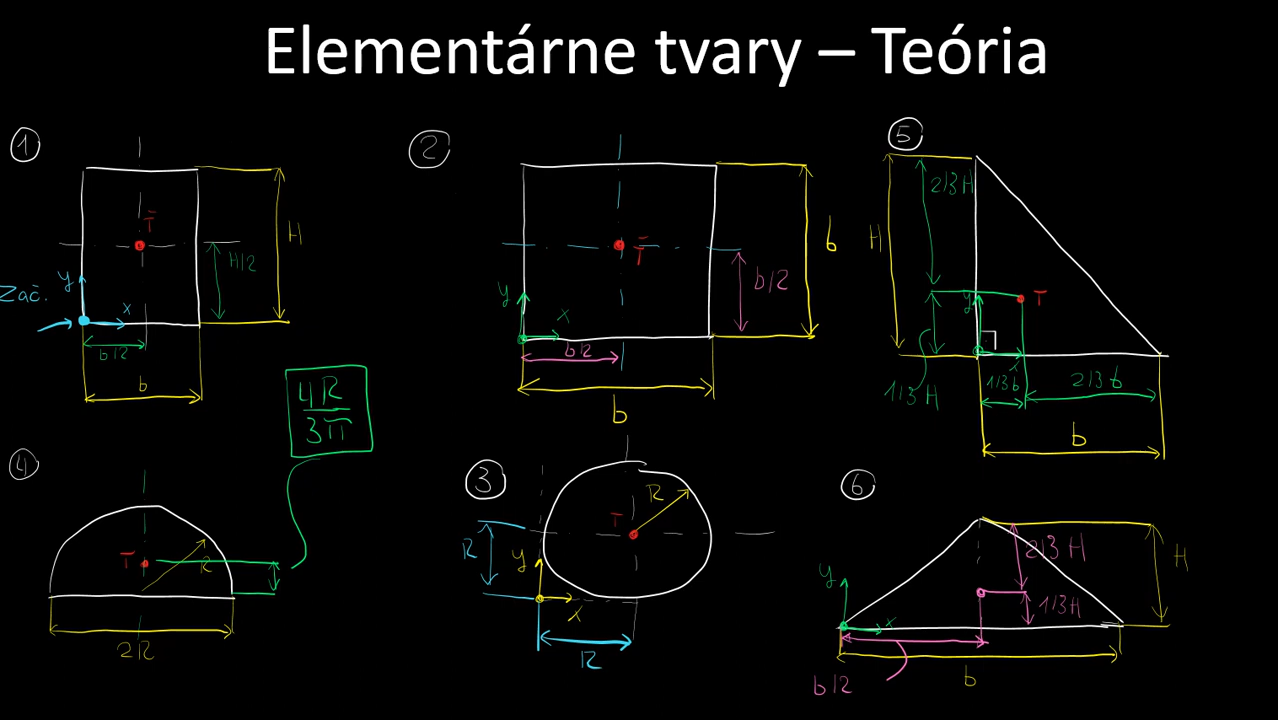 Elementárne tvary – Teória
1
T
H
H/2
y
x
Zač.
b/2
b
2
T
b
b/2
y
x
b/2
b
5
2/3 H
H
T
y
x
1/3 H
1/3 b
2/3 b
b
4R
3π
4
T
R
2R
3
R
T
R
y
x
R
6
2/3 H
H
1/3 H
y
x
b/2
b